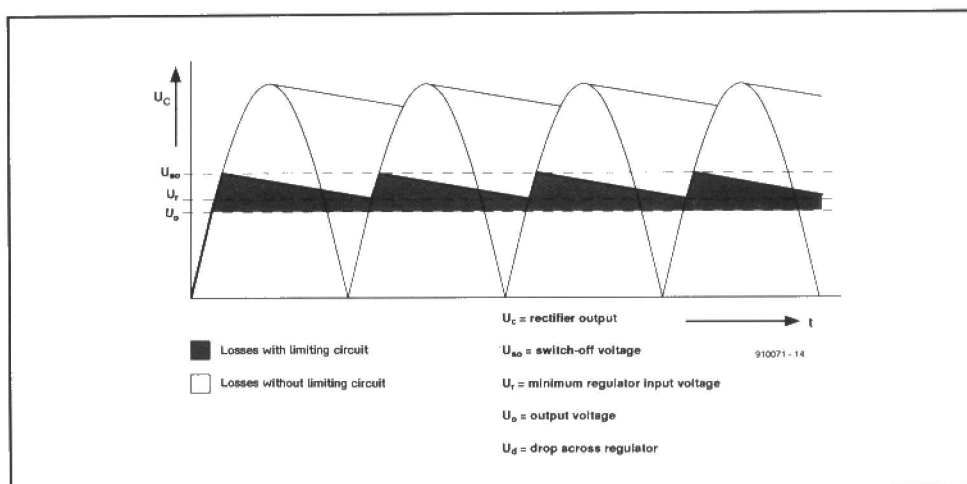 U_C
U_so
U_r
U_o
U_c = rectifier output
t
Losses with limiting circuit
U_so = switch-off voltage
910071 - 14
Losses without limiting circuit
U_r = minimum regulator input voltage
U_o = output voltage
U_d = drop across regulator